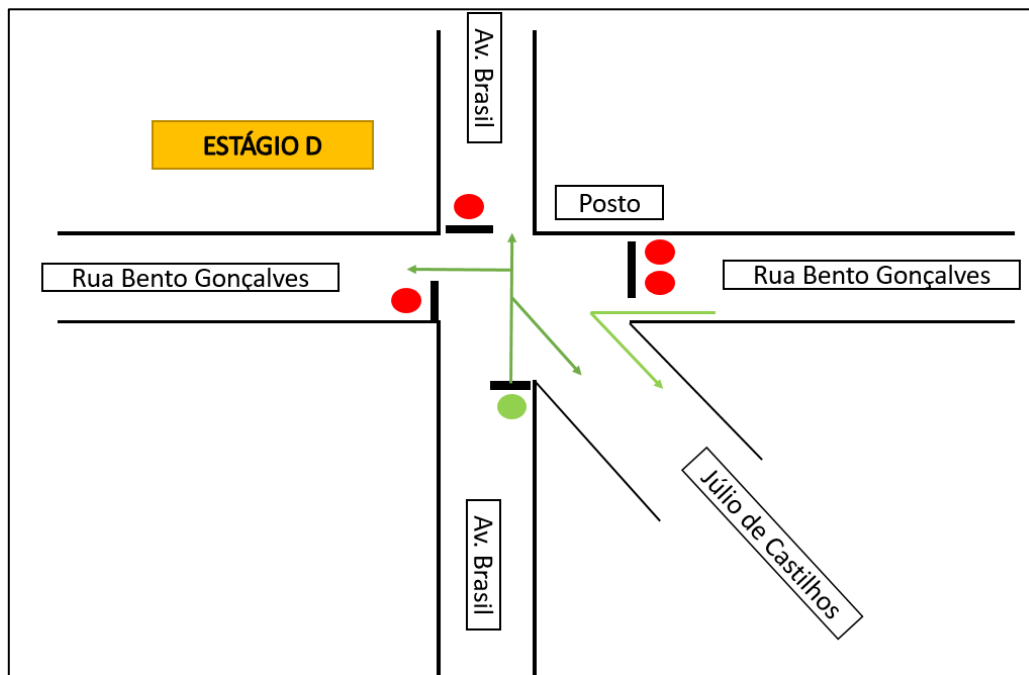 Av. Brasil
ESTÁGIO D
Posto
Rua Bento Gonçalves
Rua Bento Gonçalves
Júlio de Castilhos
Av. Brasil